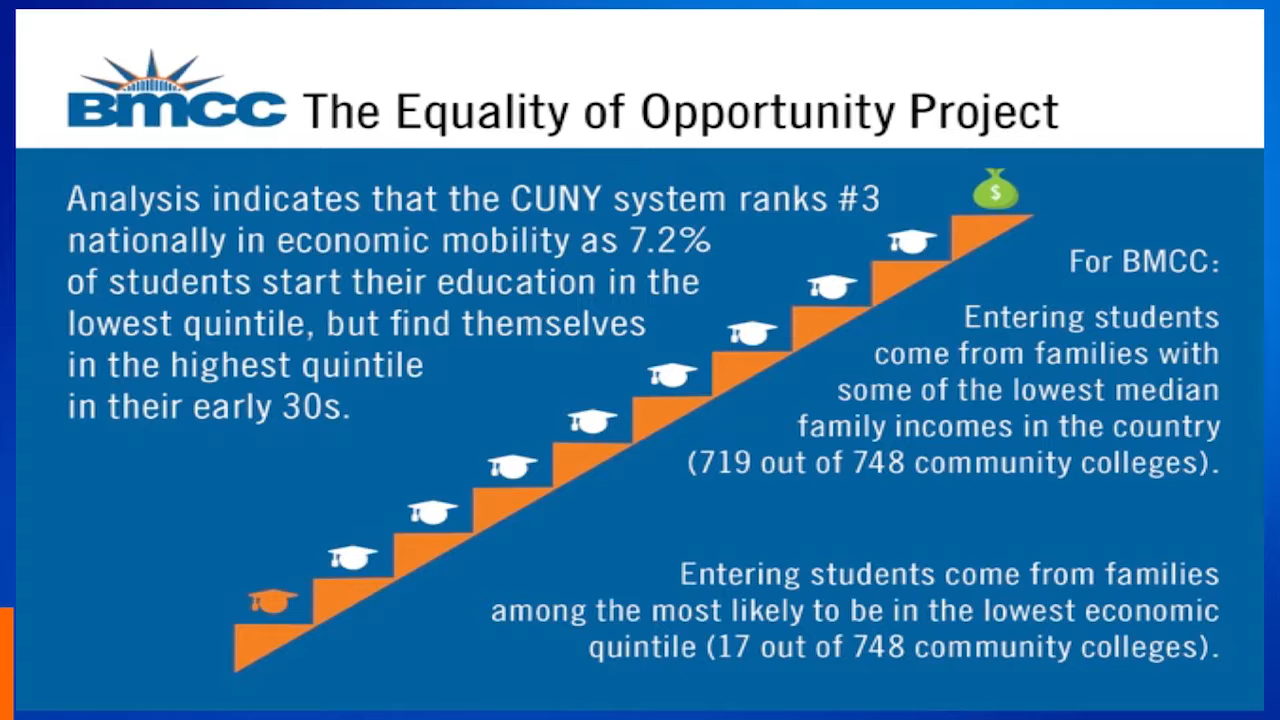 BMCC The Equality of Opportunity Project
Analysis indicates that the CUNY system ranks #3
nationally in economic mobility as 7.2%
of students start their education in the
lowest quintile, but find themselves
in the highest quintile
in their early 30s.
$
For BMCC:
Entering students
come from families with
some of the lowest median
family incomes in the country
(719 out of 748 community colleges).
Entering students come from families
among the most likely to be in the lowest economic
quintile (17 out of 748 community colleges).